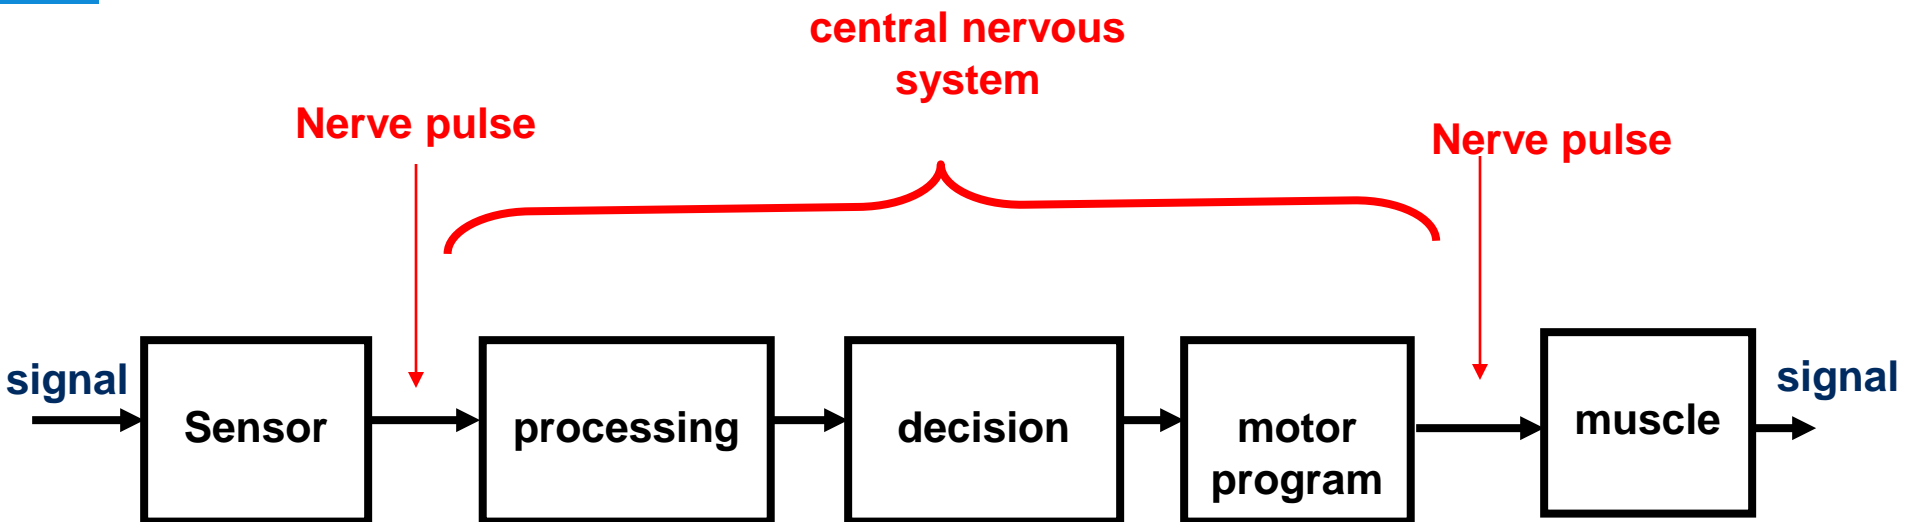 central nervous
system
Nerve pulse
Nerve pulse
signal
Sensor
processing
decision
motor
program
muscle
signal